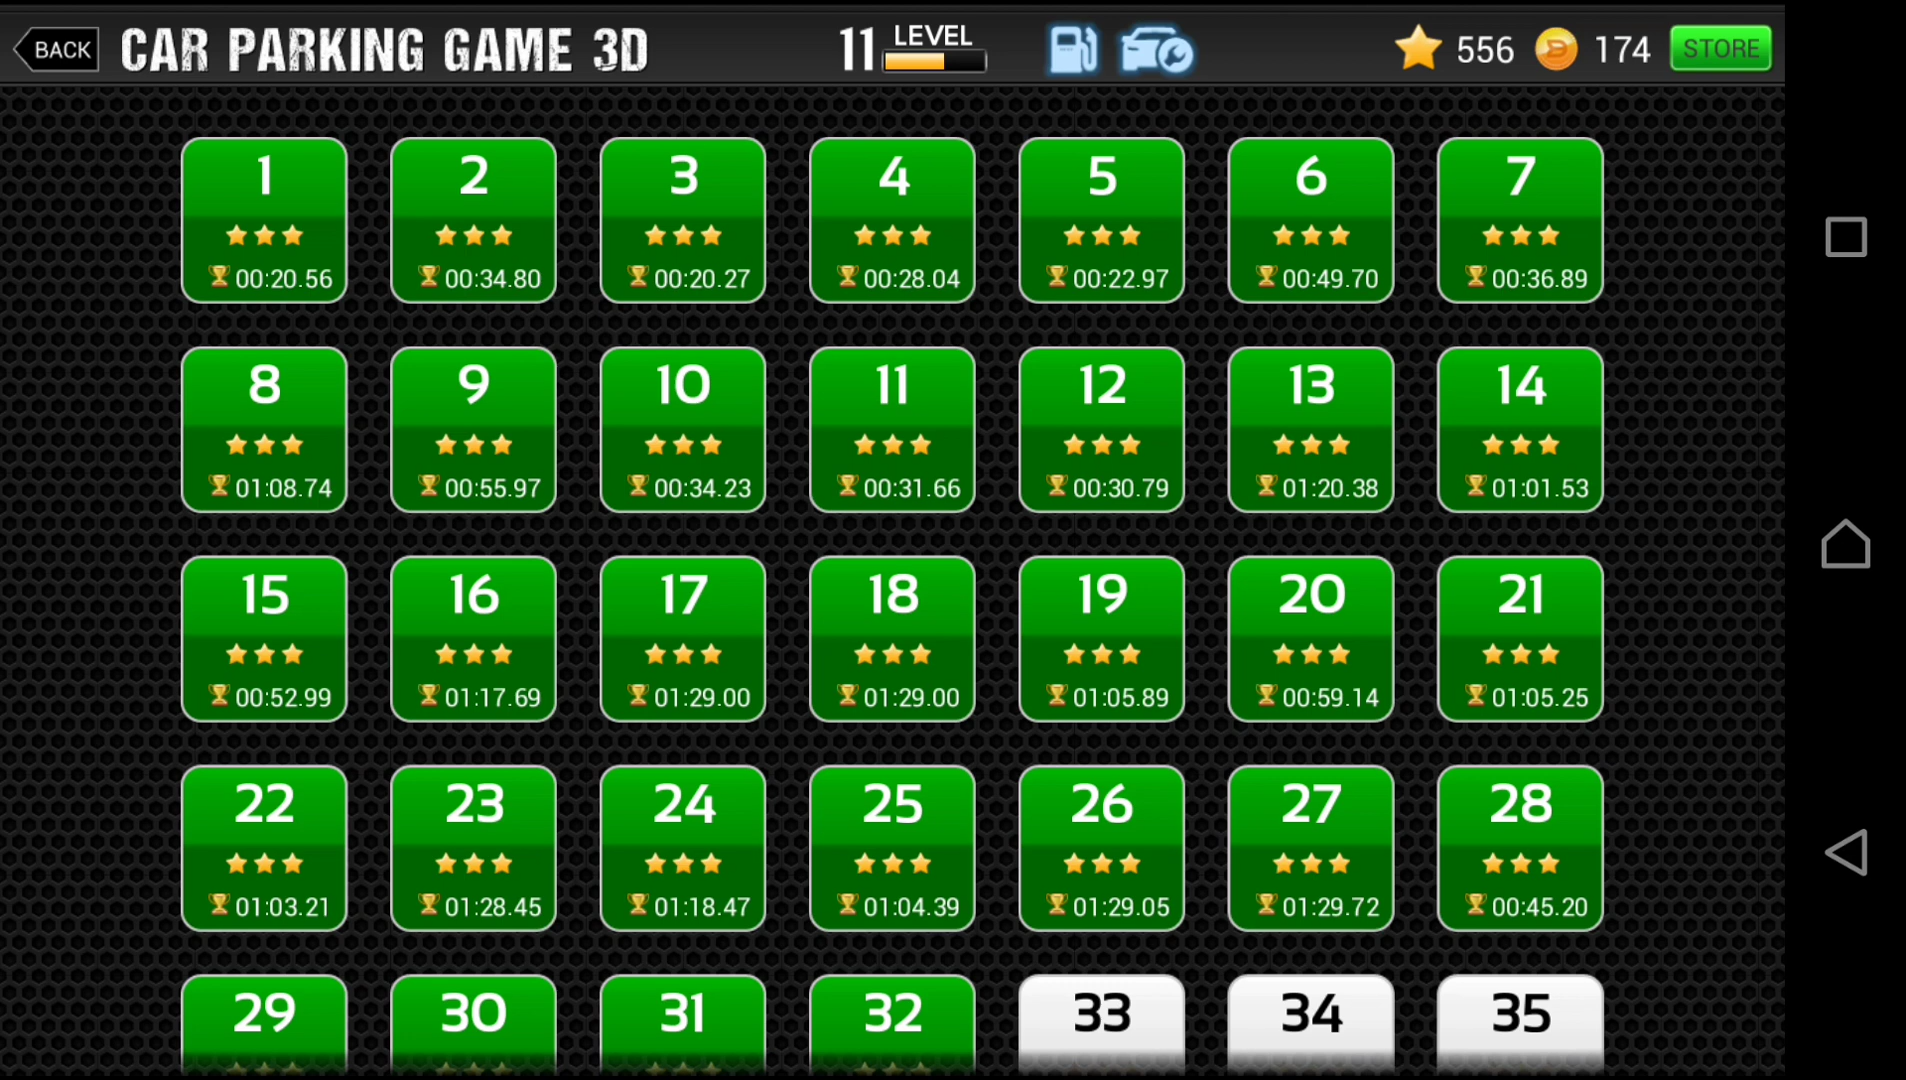 BACK CAR PARKING GAME 3D 11 LEVEL 556 174 STORE
1 2 3 4 5 6 7
00:20.56 00:34.80 00:20.27 00:28.04 00:22.97 00:49.70 00:36.89
8 9 10 11 12 13 14
01:08.74 00:55.97 00:34.23 00:31.66 00:30.79 01:20.38 01:01.53
15 16 17 18 19 20 21
00:52.99 01:17.69 01:29.00 01:29.00 01:05.89 00:59.14 01:05.25
22 23 24 25 26 27 28
01:03.21 01:28.45 01:18.47 01:04.39 01:29.05 01:29.72 00:45.20
29 30 31 32 33 34 35